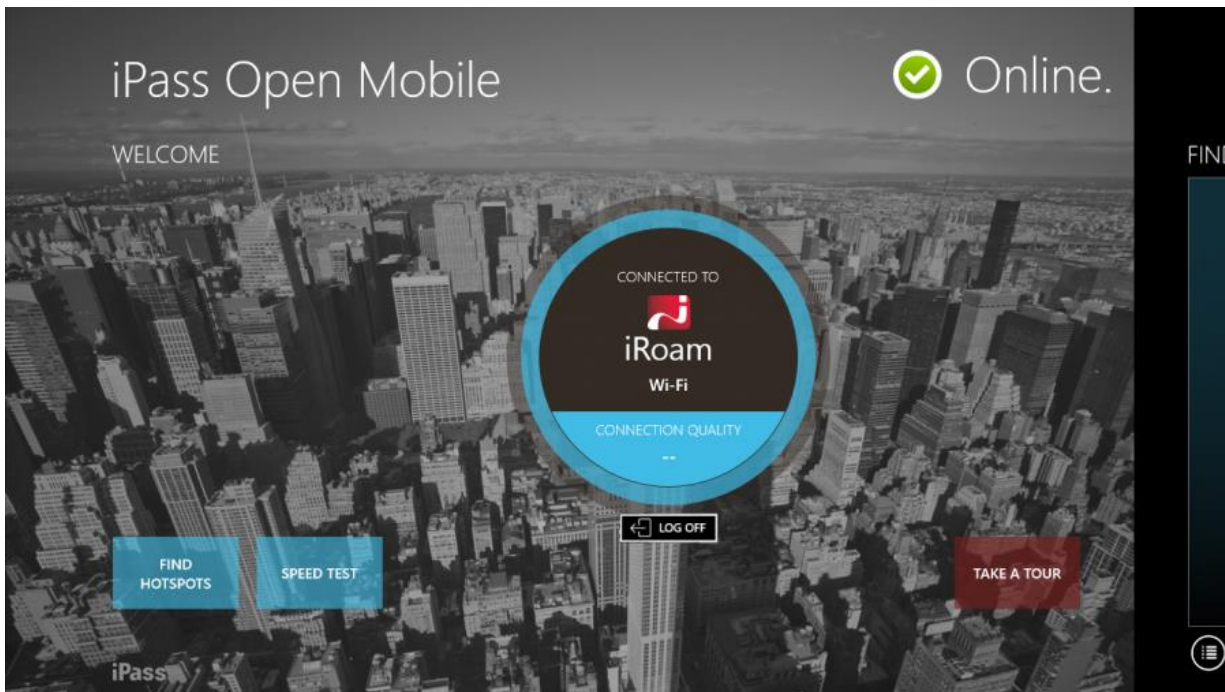 iPass Open Mobile
Online.
WELCOME
FIND
CONNECTED TO
iRoam
Wi-Fi
CONNECTION QUALITY
--
LOG OFF
FIND
HOTSPOTS
SPEED TEST
TAKE A TOUR
iPass